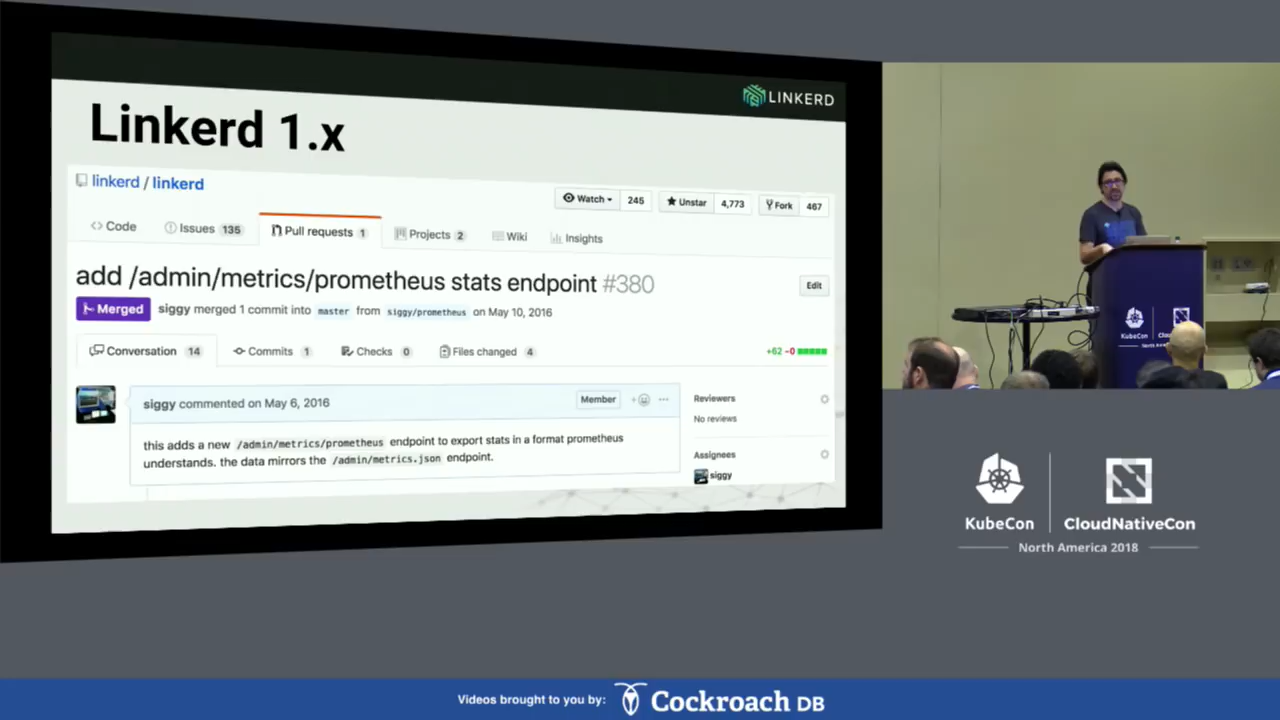 LINKERD
Linkerd 1.x
linkerd / linkerd
Watch 245
Unstar 4,773
Fork 467
Code
Issues 135
Pull requests 1
Projects 2
Wiki
Insights
add /admin/metrics/prometheus stats endpoint #380
Edit
Merged
siggy merged 1 commit into master from siggy/prometheus on May 10, 2016
Conversation 14
Commits 1
Checks 0
Files changed 4
+62 -0
siggy commented on May 6, 2016
Member
this adds a new /admin/metrics/prometheus endpoint to export stats in a format prometheus
understands. the data mirrors the /admin/metrics.json endpoint.
Reviewers
No reviews
Assignees
siggy
KubeCon
North
KubeCon
CloudNativeCon
North America 2018
Videos brought to you by:
Cockroach DB